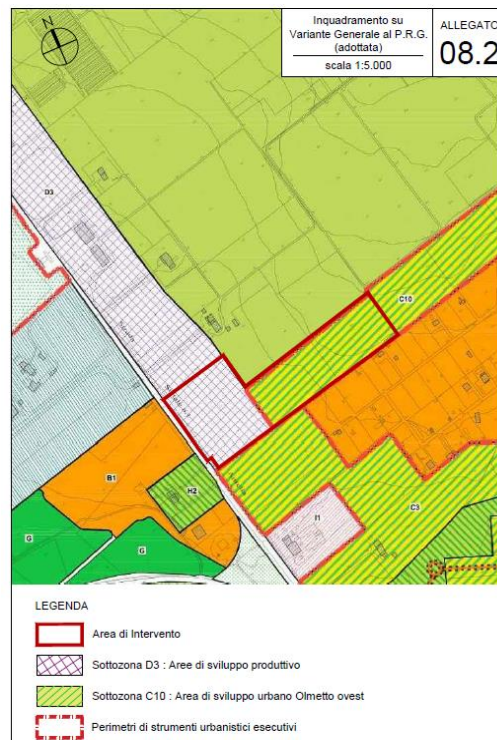 Inquadramento su
Variante Generale al P.R.G.
(adottata)
scala 1:5.000
ALLEGATO
08.2
N
D3
C10
B1
H2
G
G
I1
C3
LEGENDA
Area di Intervento
Sottozona D3 : Aree di sviluppo produttivo
Sottozona C10 : Area di sviluppo urbano Olmetto ovest
Perimetri di strumenti urbanistici esecutivi